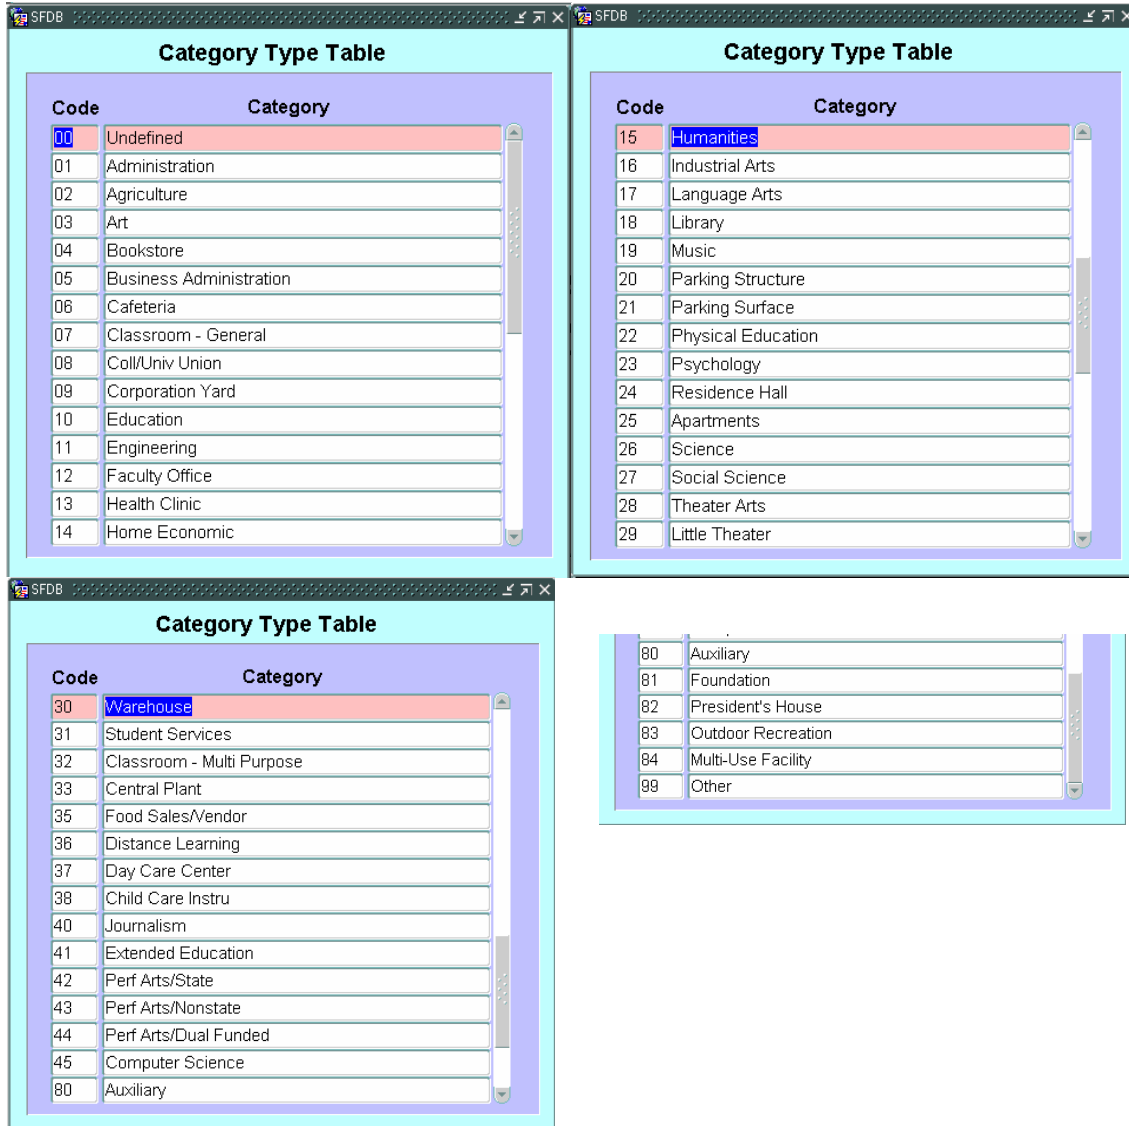 SFDB
Category Type Table
Code Category
00 Undefined
01 Administration
02 Agriculture
03 Art
04 Bookstore
05 Business Administration
06 Cafeteria
07 Classroom - General
08 Coll/Univ Union
09 Corporation Yard
10 Education
11 Engineering
12 Faculty Office
13 Health Clinic
14 Home Economic
SFDB
Category Type Table
Code Category
15 Humanities
16 Industrial Arts
17 Language Arts
18 Library
19 Music
20 Parking Structure
21 Parking Surface
22 Physical Education
23 Psychology
24 Residence Hall
25 Apartments
26 Science
27 Social Science
28 Theater Arts
29 Little Theater
SFDB
Category Type Table
Code Category
30 Warehouse
31 Student Services
32 Classroom - Multi Purpose
33 Central Plant
35 Food Sales/Vendor
36 Distance Learning
37 Day Care Center
38 Child Care Instru
40 Journalism
41 Extended Education
42 Perf Arts/State
43 Perf Arts/Nonstate
44 Perf Arts/Dual Funded
45 Computer Science
80 Auxiliary
80 Auxiliary
81 Foundation
82 President's House
83 Outdoor Recreation
84 Multi-Use Facility
99 Other